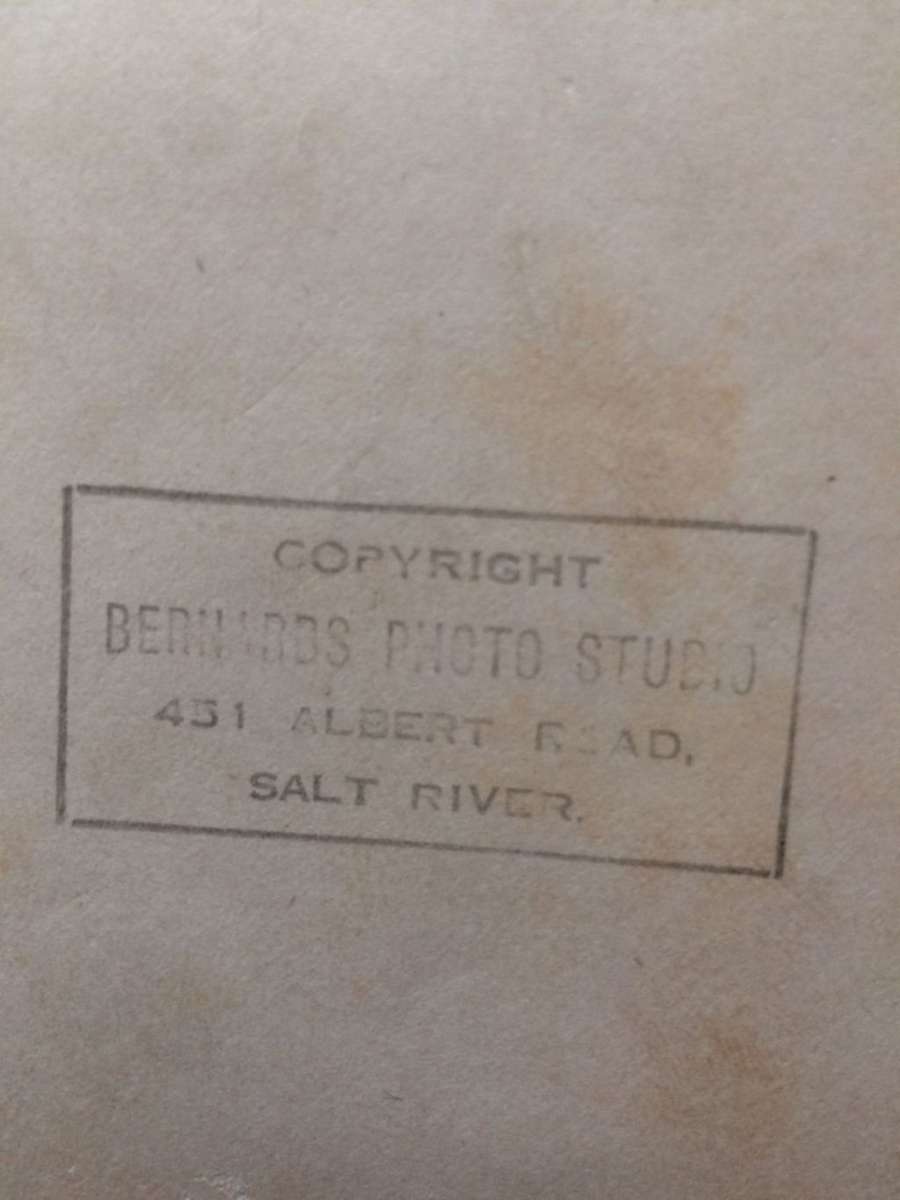 COPYRIGHT
BERNARDS PHOTO STUDIO
451 ALBERT ROAD,
SALT RIVER.